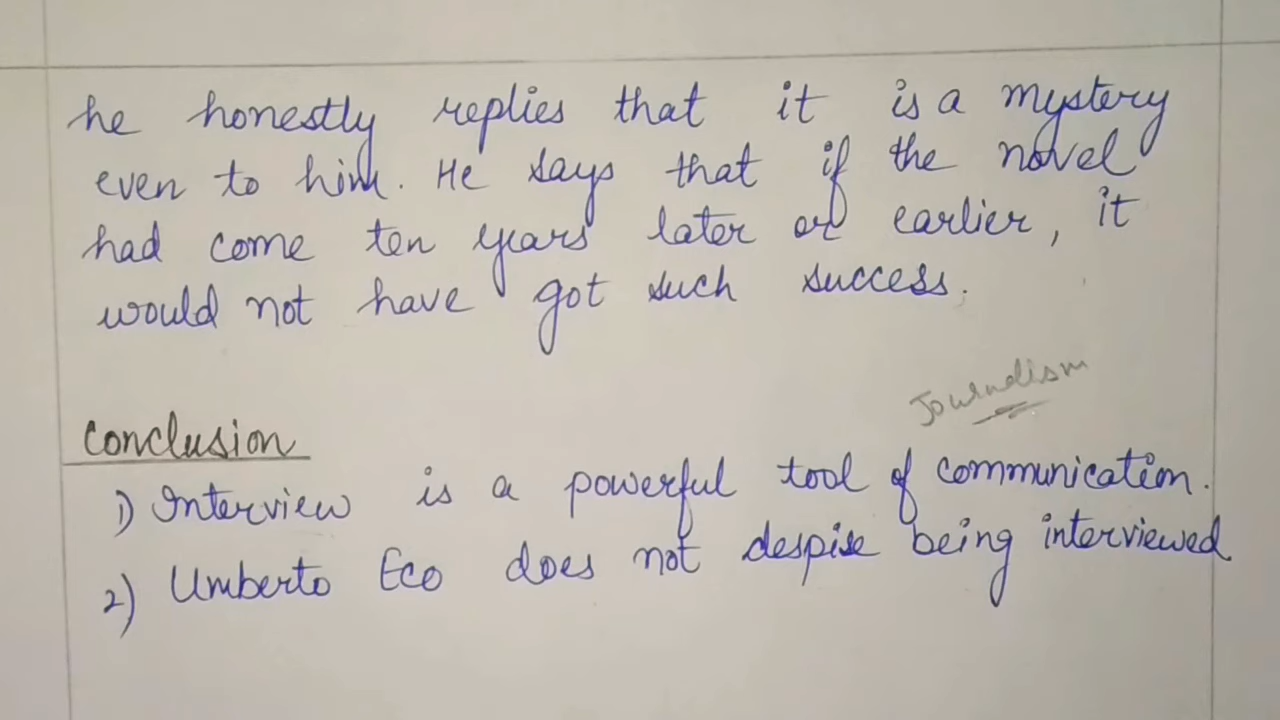 he honestly replies that it is a mystery
even to him. He says that if the novel
had come ten years later or earlier, it
would not have got such success.
Journalism
Conclusion
1) Interview is a powerful tool of communication.
2) Umberto Eco does not despise being interviewed